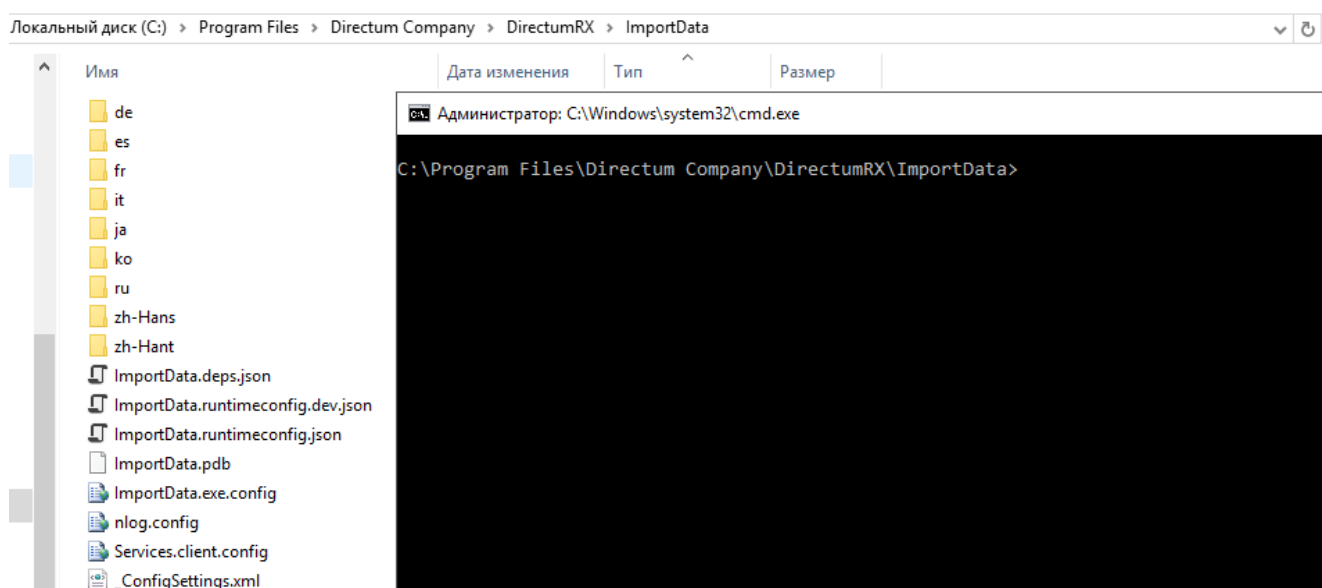 Локальный диск (C:) > Program Files > Directum Company > DirectumRX > ImportData
Имя Дата изменения Тип Размер
de
es
fr
it
ja
ko
ru
zh-Hans
zh-Hant
ImportData.deps.json
ImportData.runtimeconfig.dev.json
ImportData.runtimeconfig.json
ImportData.pdb
ImportData.exe.config
nlog.config
Services.client.config
_ConfigSettings.xml
Администратор: C:\Windows\system32\cmd.exe
C:\Program Files\Directum Company\DirectumRX\ImportData>